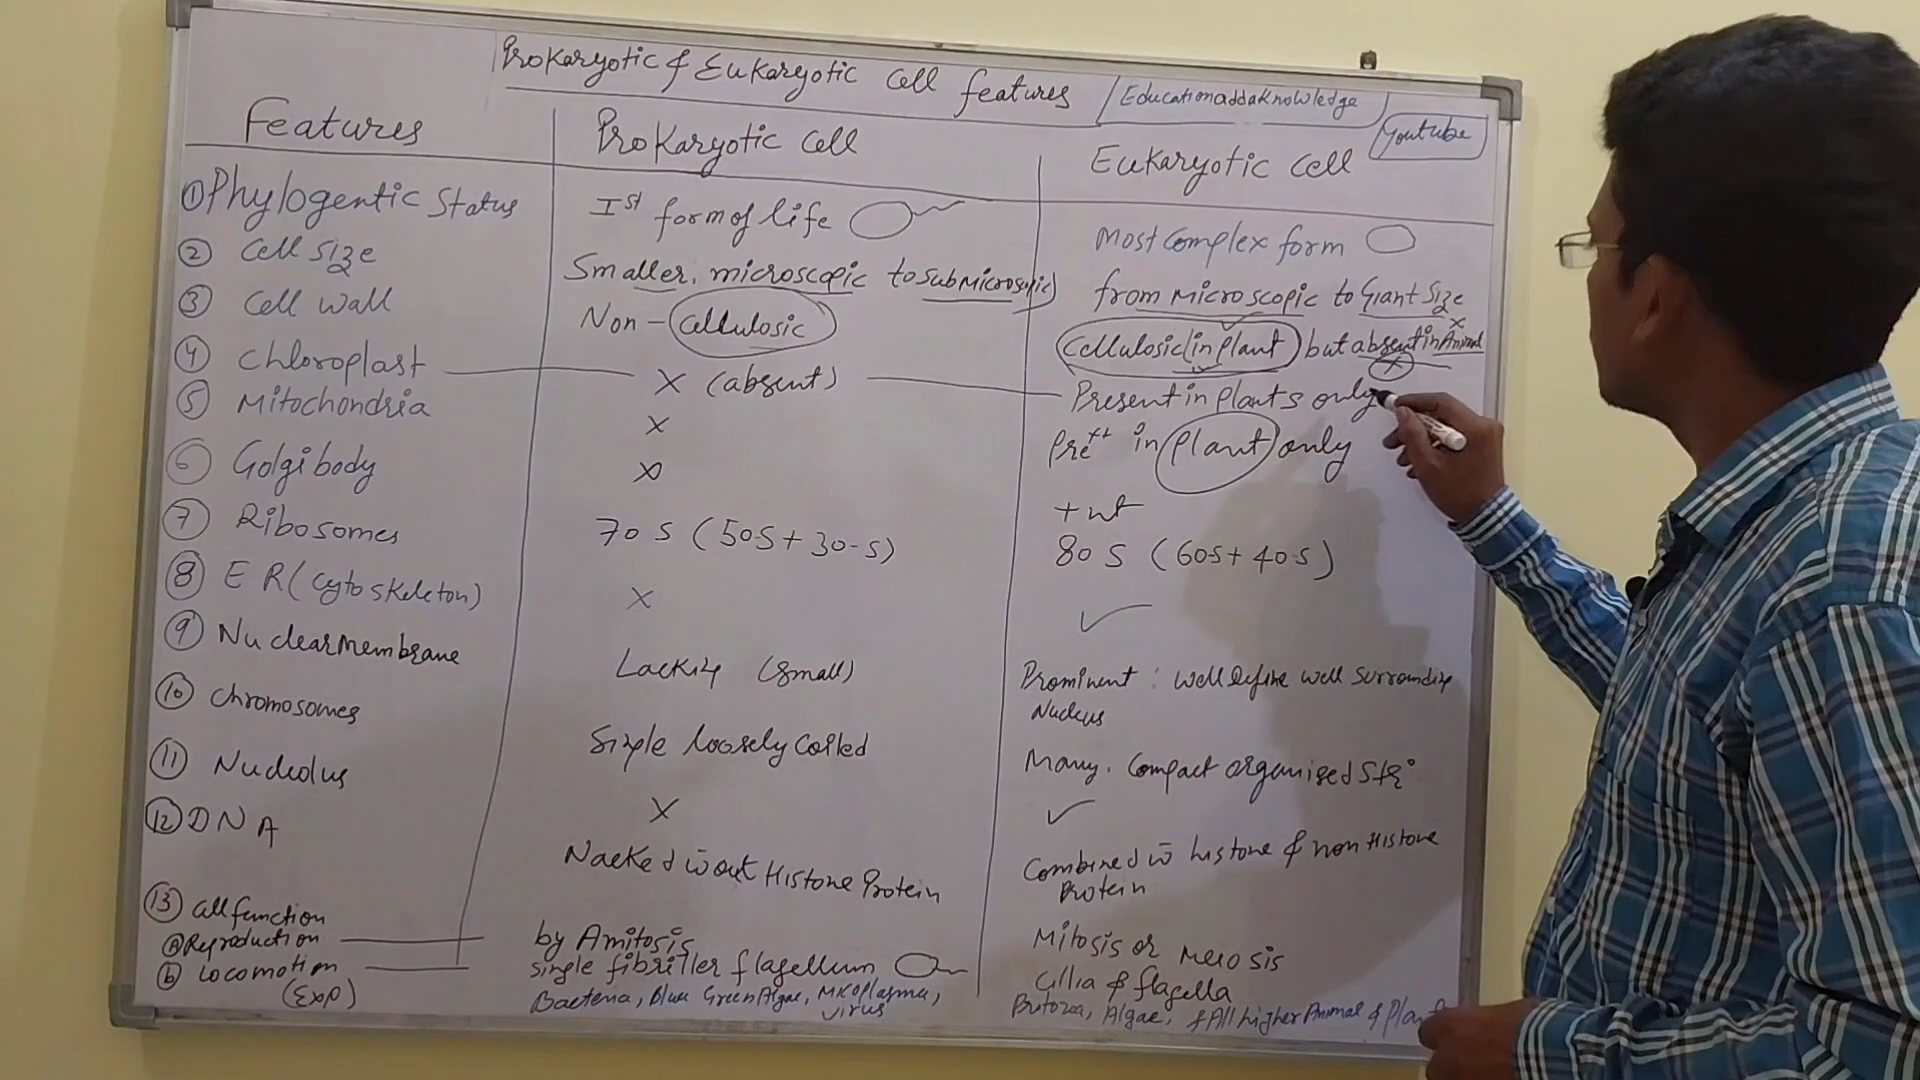 Prokaryotic & Eukaryotic cell features
Educationaddaknowledge
Youtube
Features
Prokaryotic cell
Eukaryotic cell
① Phylogentic Status
Ist form of life
Most complex form
② Cell size
Smaller, microscopic to submicroscopic
from microscopic to Giant size
③ Cell wall
Non-Cellulosic
Cellulosic (in plant) but absent in Animal
④ Chloroplast
X (absent)
Present in plants only
⑤ Mitochondria
X
Pre++ in plant only
⑥ Golgi body
X
⑦ Ribosomes
70 S (50-S + 30-S)
80 S (60S + 40-S)
⑧ E R (cytoskeleton)
X
✓
⑨ Nuclear membrane
Lacking (small)
Prominent: well define well surrounding
Nucleus
⑩ Chromosomes
Simple loosely coiled
Many, Compact organised
⑪ Nucleolus
X
✓
⑫ DNA
Nacked w̄out Histone Protein
Combined w̄ histone & non Histone
Protein
⑬ all function
Ⓐ Reproduction
by Amitosis
Mitosis or Meiosis
ⓑ Locomotion
single fibriller flagellum
Cilia & flagella
(Exp)
Bacteria, Blue Green Algae, Mycoplasma,
virus
Protozoa, Algae, & All higher Animal & Plant